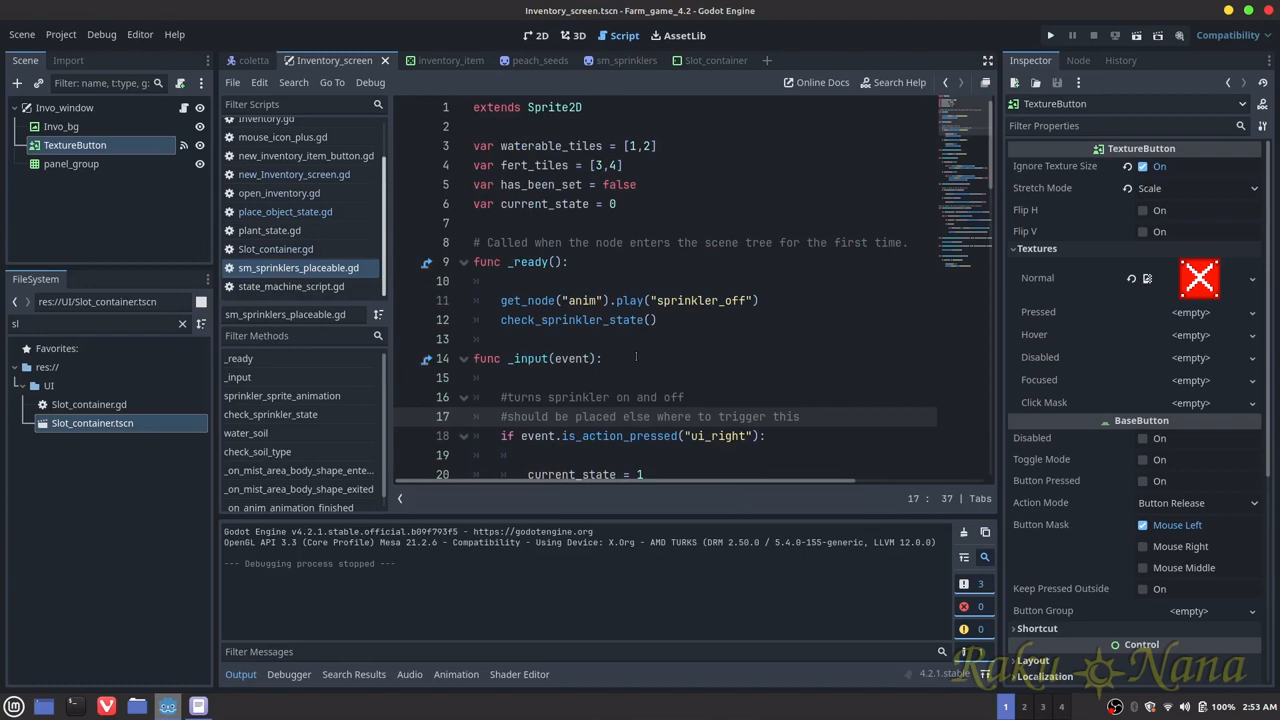 Inventory_screen.tscn - Farm_game_4.2 - Godot Engine
Scene Project Debug Editor Help
2D 3D Script AssetLib
Compatibility
Scene Import
Filter: name, t:type, g:
Invo_window
Invo_bg
TextureButton
panel_group
FileSystem
res://UI/Slot_container.tscn
sl
Favorites:
res://
UI
Slot_container.gd
Slot_container.tscn
coletta Inventory_screen inventory_item peach_seeds sm_sprinklers Slot_container
File Edit Search Go To Debug
Online Docs Search Help
Filter Scripts
inventory.gd
mouse_icon_plus.gd
new_inventory_item_button.gd
new_inventory_screen.gd
open_inventory.gd
place_object_state.gd
plant_state.gd
Slot_container.gd
sm_sprinklers_placeable.gd
state_machine_script.gd
sm_sprinklers_placeable.gd
Filter Methods
_ready
_input
sprinkler_sprite_animation
check_sprinkler_state
water_soil
check_soil_type
_on_mist_area_body_shape_ente...
_on_mist_area_body_shape_exited
_on_anim_animation_finished
1 extends Sprite2D
2
3 var waterable_tiles = [1,2]
4 var fert_tiles = [3,4]
5 var has_been_set = false
6 var current_state = 0
7
8 # Called when the node enters the scene tree for the first time.
9 func _ready():
10
11 get_node("anim").play("sprinkler_off")
12 check_sprinkler_state()
13
14 func _input(event):
15
16 #turns sprinkler on and off
17 #should be placed else where to trigger this
18 if event.is_action_pressed("ui_right"):
19
20 current_state = 1
17 : 37 | Tabs
Godot Engine v4.2.1.stable.official.b09f793f5 - https://godotengine.org
OpenGL API 3.3 (Core Profile) Mesa 21.2.6 - Compatibility - Using Device: X.Org - AMD TURKS (DRM 2.50.0 / 5.4.0-155-generic, LLVM 12.0.0)
--- Debugging process stopped ---
3
0
0
Filter Messages
Output Debugger Search Results Audio Animation Shader Editor
4.2.1.stable
Inspector Node History
TextureButton
Filter Properties
TextureButton
Ignore Texture Size On
Stretch Mode Scale
Flip H On
Flip V On
Textures
Normal
Pressed <empty>
Hover <empty>
Disabled <empty>
Focused <empty>
Click Mask <empty>
BaseButton
Disabled On
Toggle Mode On
Button Pressed On
Action Mode Button Release
Button Mask Mouse Left
Mouse Right
Mouse Middle
Keep Pressed Outside On
Button Group <empty>
Shortcut
Control
Layout
Localization
Raku Nana
1 2 3 4
100% 2:53 AM